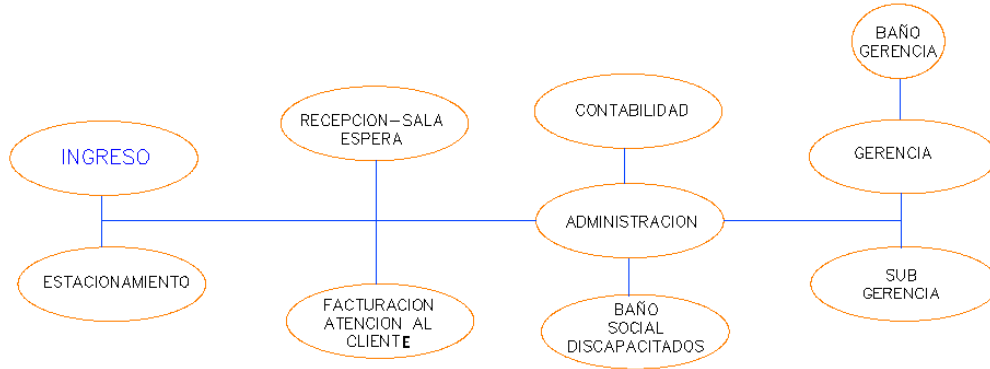 BAÑO
GERENCIA
RECEPCION-SALA
ESPERA
CONTABILIDAD
INGRESO
GERENCIA
ADMINISTRACION
ESTACIONAMIENTO
SUB
GERENCIA
FACTURACION
ATENCION AL
CLIENTE
BAÑO
SOCIAL
DISCAPACITADOS